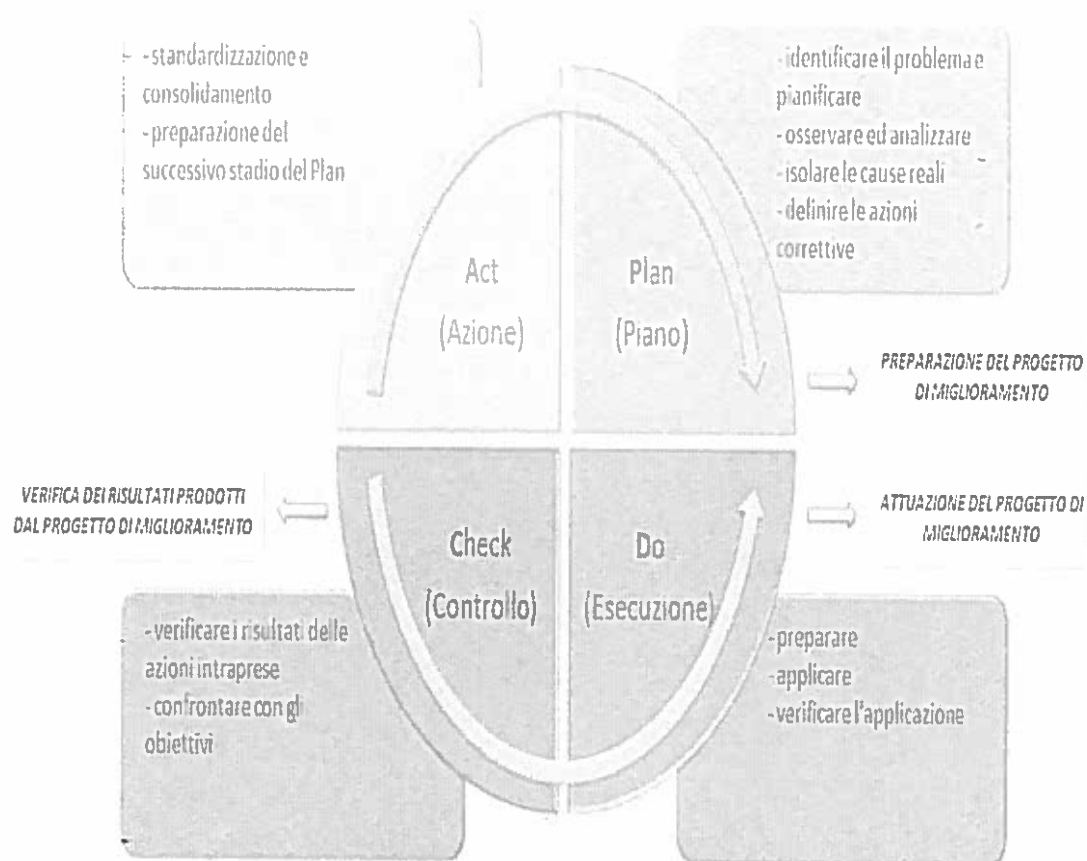 - standardizzazione e
consolidamento
- preparazione del
successivo stadio del Plan
- identificare il problema e
pianificare
- osservare ed analizzare
- isolare le cause reali
- definire le azioni
correttive
Act
(Azione)
Plan
(Piano)
PREPARAZIONE DEL PROGETTO
DI MIGLIORAMENTO
VERIFICA DEI RISULTATI PRODOTTI
DAL PROGETTO DI MIGLIORAMENTO
Check
(Controllo)
Do
(Esecuzione)
ATTUAZIONE DEL PROGETTO DI
MIGLIORAMENTO
- verificare i risultati delle
azioni intraprese
- confrontare con gli
obiettivi
- preparare
- applicare
- verificare l'applicazione